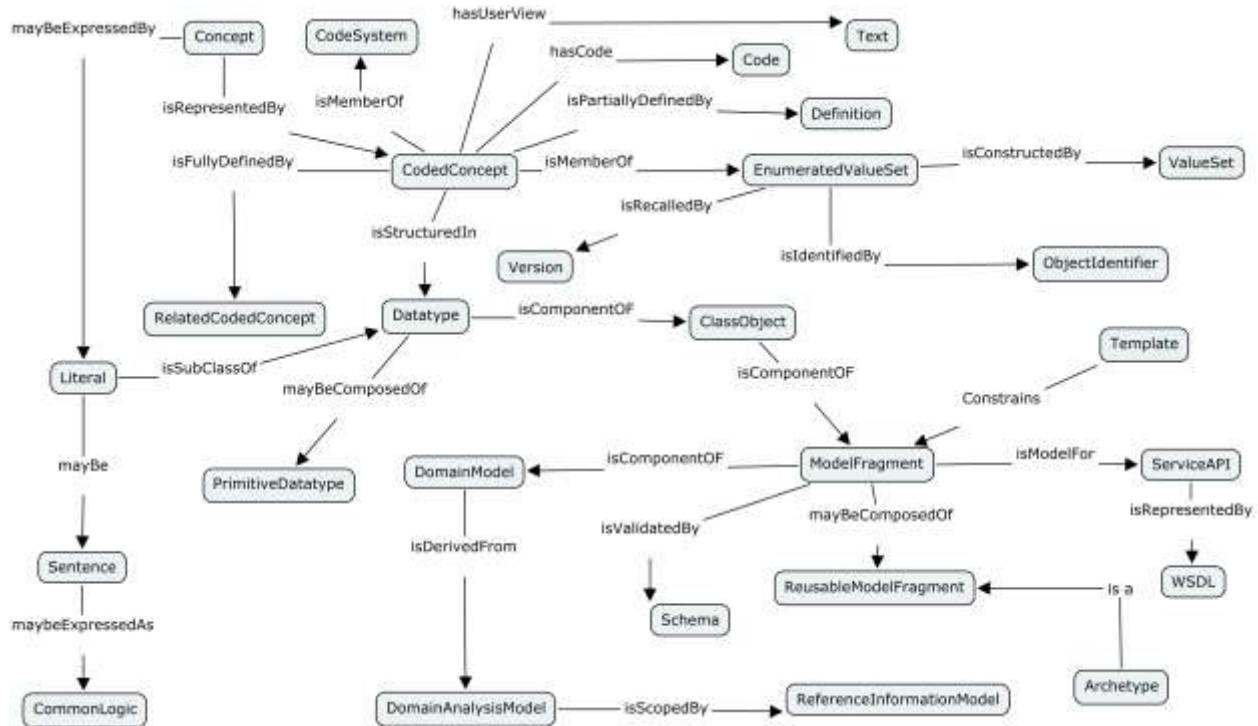 hasUserView
mayBeExpressedBy
Concept
CodeSystem
Text
hasCode
Code
isRepresentedBy
isMemberOf
isPartiallyDefinedBy
Definition
isFullyDefinedBy
CodedConcept
isMemberOf
EnumeratedValueSet
isConstructedBy
ValueSet
isRecalledBy
isStructuredIn
isIdentifiedBy
Version
ObjectIdentifier
RelatedCodedConcept
Datatype
isComponentOF
ClassObject
Template
Literal
isSubClassOf
mayBeComposedOf
isComponentOF
Constrains
mayBe
PrimitiveDatatype
DomainModel
isComponentOF
ModelFragment
isModelFor
ServiceAPI
isRepresentedBy
mayBeComposedOf
isValidatedBy
isDerivedFrom
Sentence
ReusableModelFragment
is a
WSDL
maybeExpressedAs
Schema
CommonLogic
DomainAnalysisModel
isScopedBy
ReferenceInformationModel
Archetype